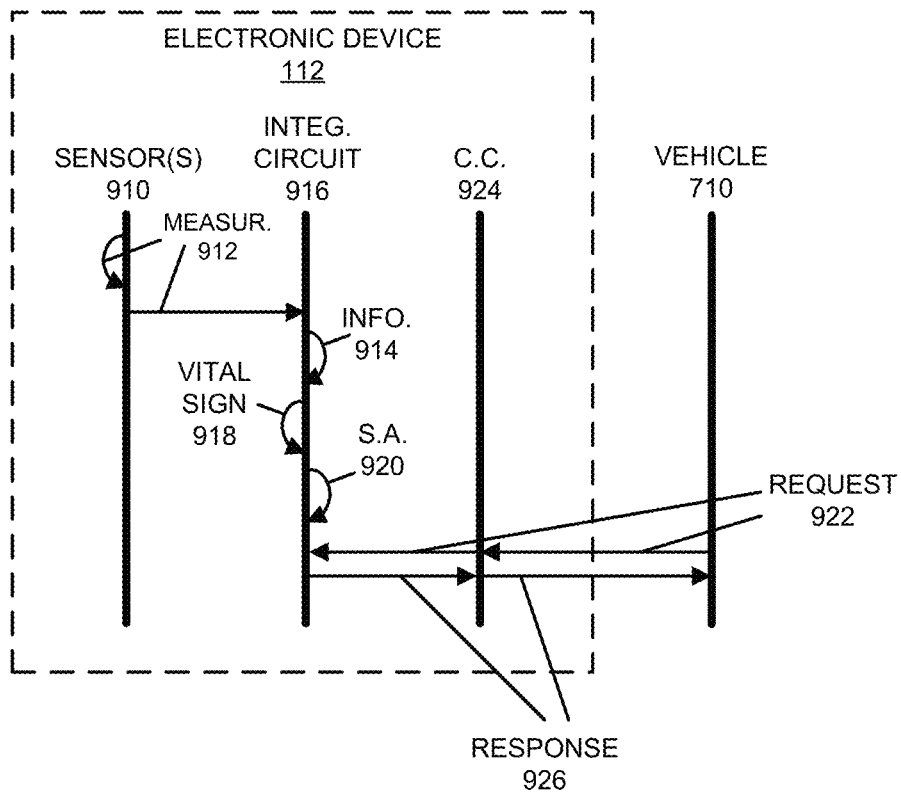 ELECTRONIC DEVICE
112
SENSOR(S)
910
INTEG.
CIRCUIT
916
C.C.
924
VEHICLE
710
MEASUR.
912
INFO.
914
VITAL
SIGN
918
S.A.
920
REQUEST
922
RESPONSE
926